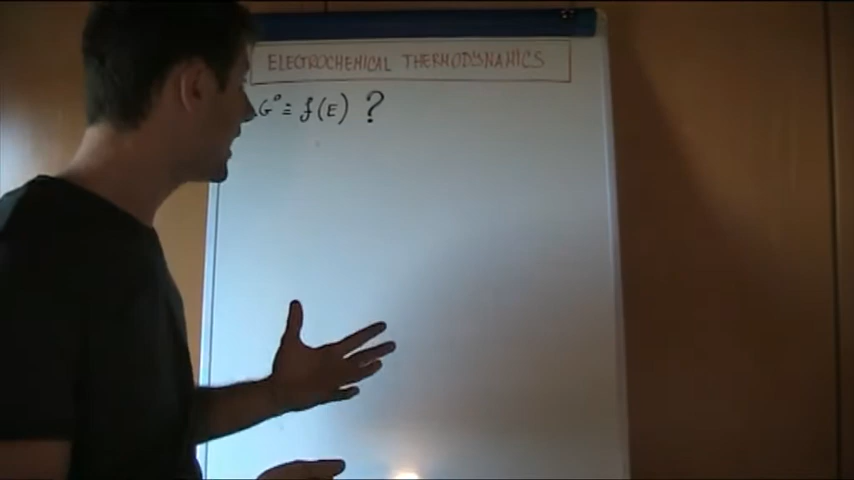 ELECTROCHEMICAL THERMODYNAMICS
G° = f(E) ?